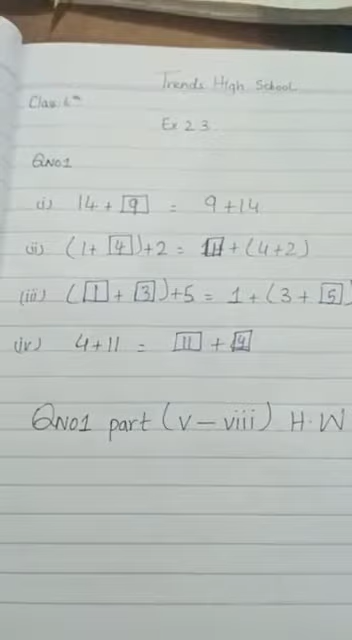 Trends High School
Class 6th
Ex 2.3
QNO1
(i) 14 + 9 = 9+14
(ii) (1+ 4)+2 = 1+(4+2)
(iii) (1 + 3)+5 = 1+(3+ 5)
(iv) 4+11 = 11 + 4
QNO1 part (v-viii) H.W